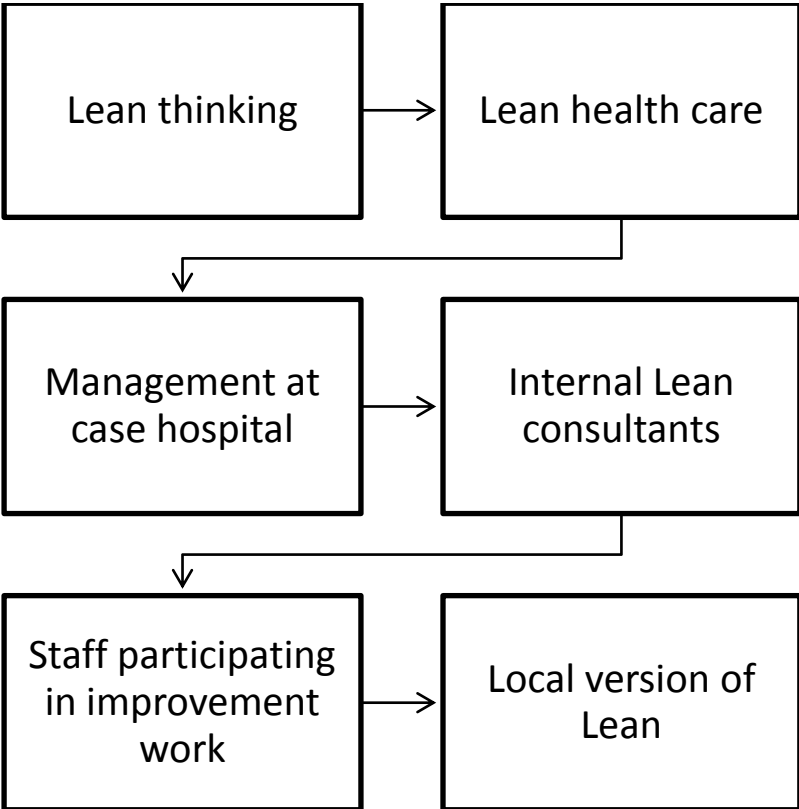 Lean thinking
Lean health care
Management at
case hospital
Internal Lean
consultants
Staff participating
in improvement
work
Local version of
Lean